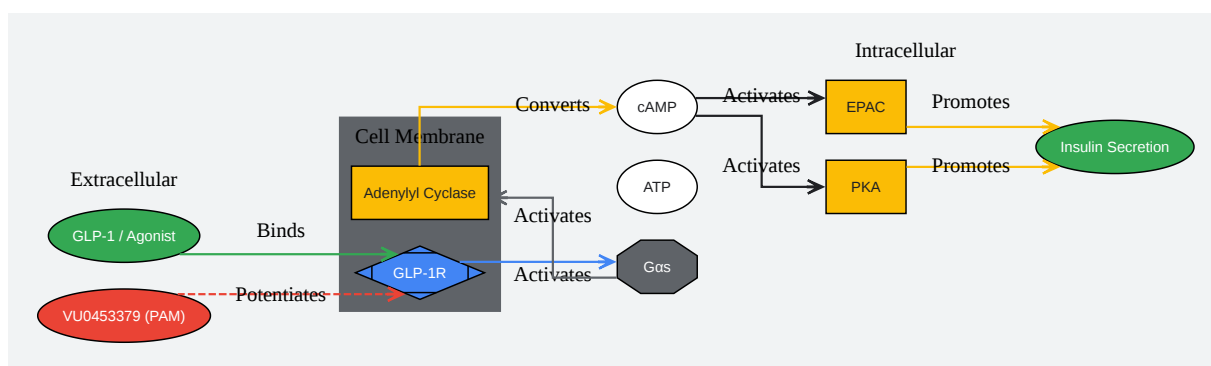 Intracellular
Converts
cAMP
Activates
EPAC
Promotes
Cell Membrane
Insulin Secretion
Extracellular
Adenylyl Cyclase
ATP
Activates
PKA
Promotes
GLP-1 / Agonist
Binds
Activates
GLP-1R
Activates
Gαs
VU0453379 (PAM)
Potentiates